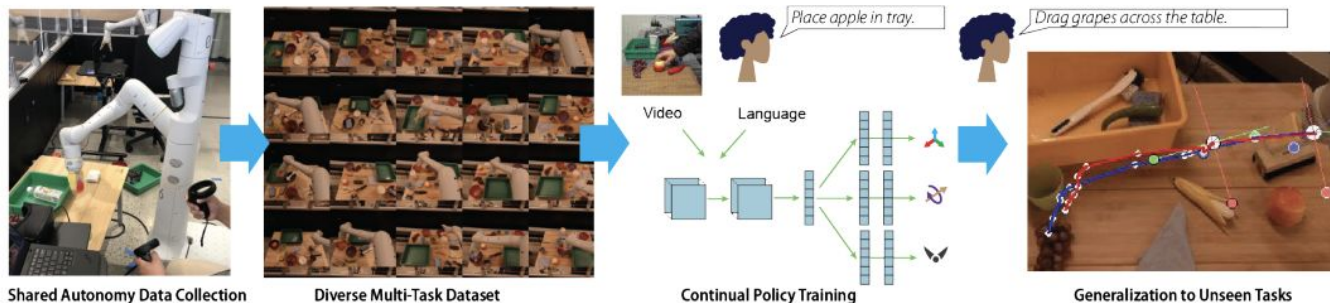 Place apple in tray.
Drag grapes across the table.
Video
Language
Shared Autonomy Data Collection
Diverse Multi-Task Dataset
Continual Policy Training
Generalization to Unseen Tasks